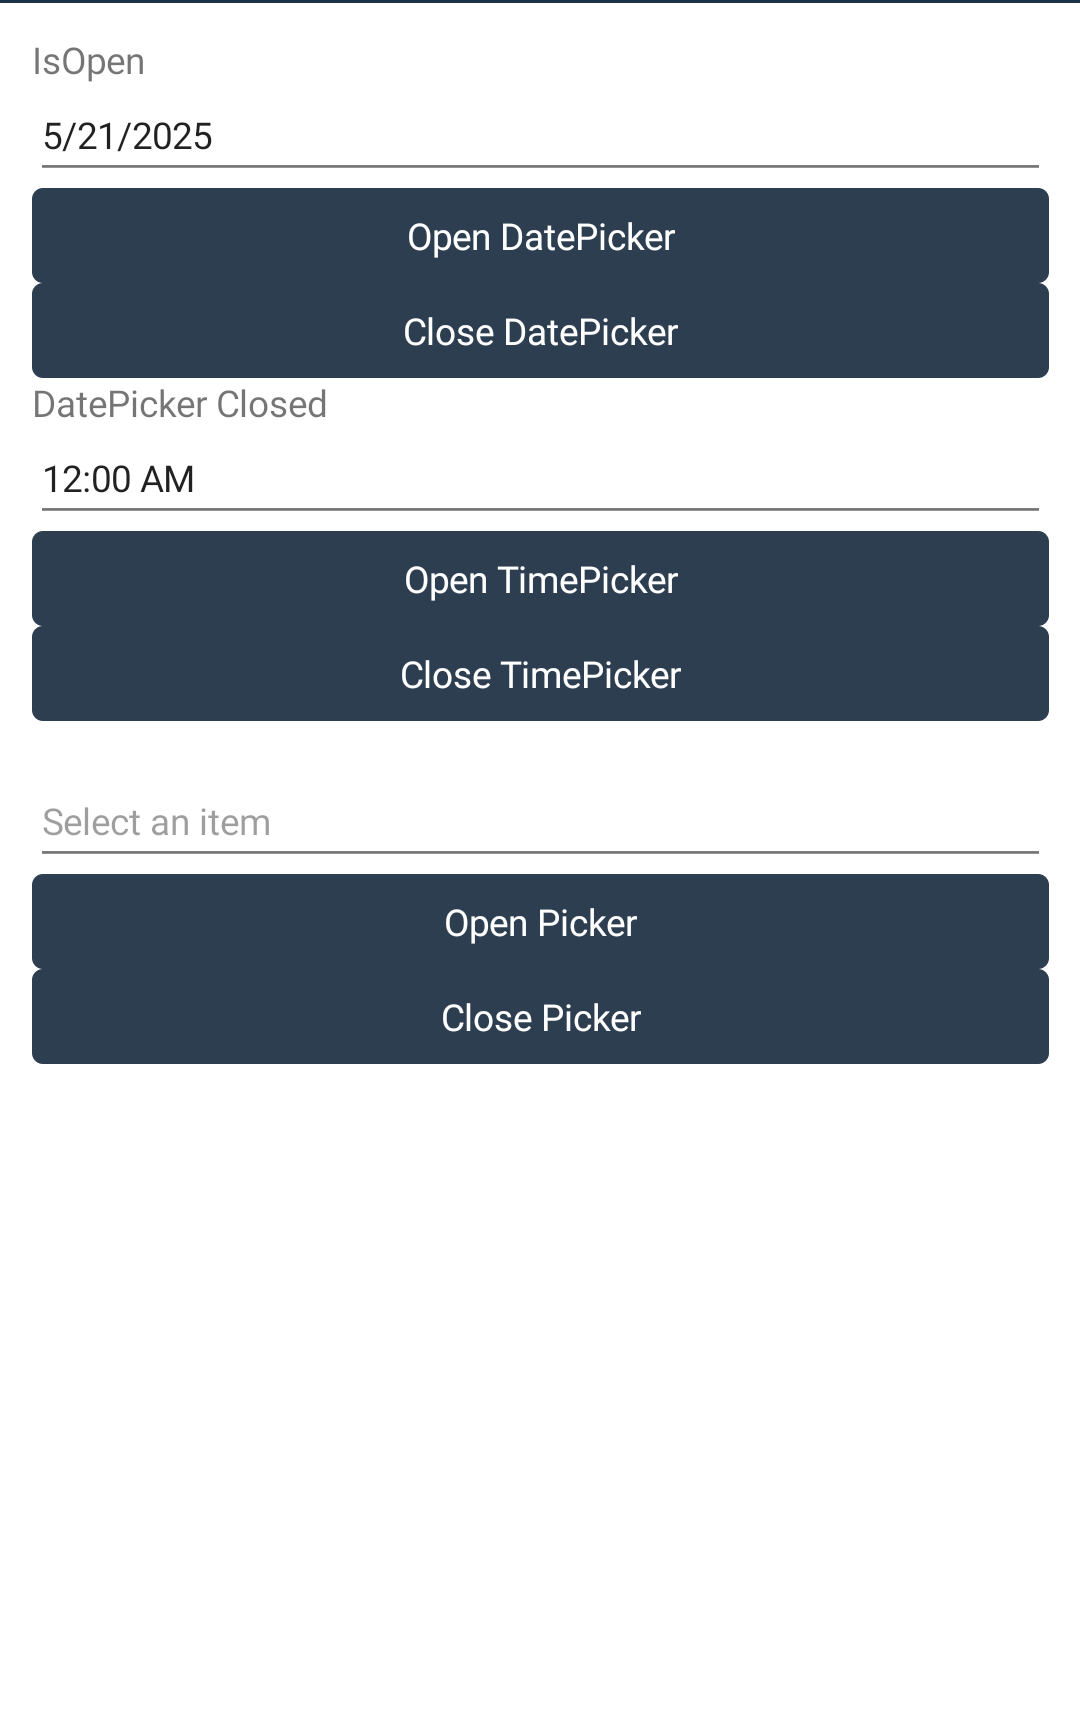 IsOpen
5/21/2025
Open DatePicker
Close DatePicker
DatePicker Closed
12:00 AM
Open TimePicker
Close TimePicker
Select an item
Open Picker
Close Picker